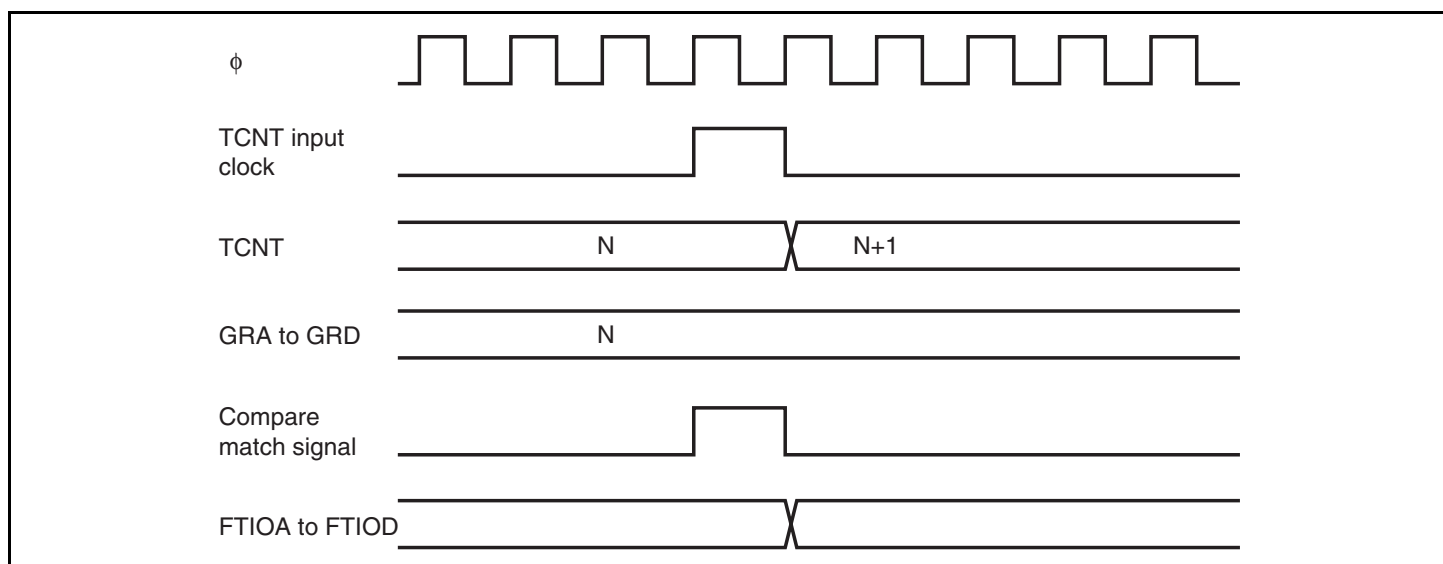 ϕ
TCNT input
clock
TCNT
N
N+1
GRA to GRD
N
Compare
match signal
FTIOA to FTIOD